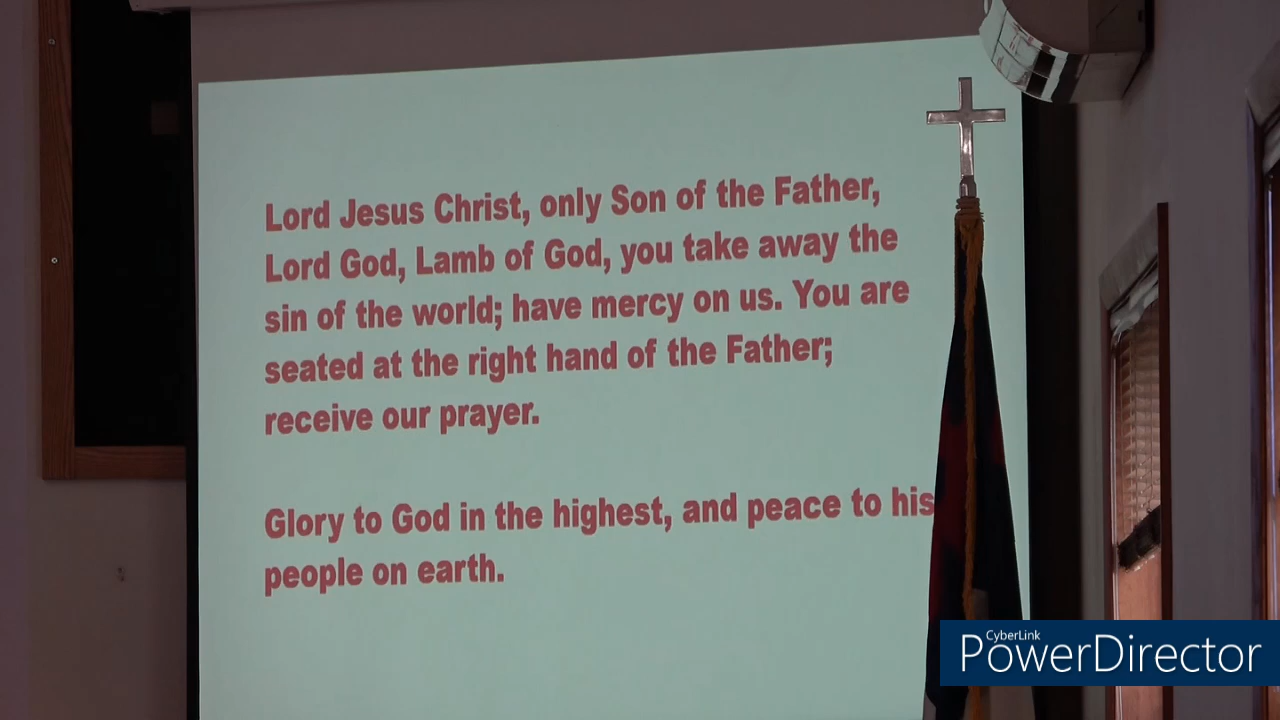 Lord Jesus Christ, only Son of the Father,
Lord God, Lamb of God, you take away the
sin of the world; have mercy on us. You are
seated at the right hand of the Father;
receive our prayer.
Glory to God in the highest, and peace to his
people on earth.
CyberLink
PowerDirector